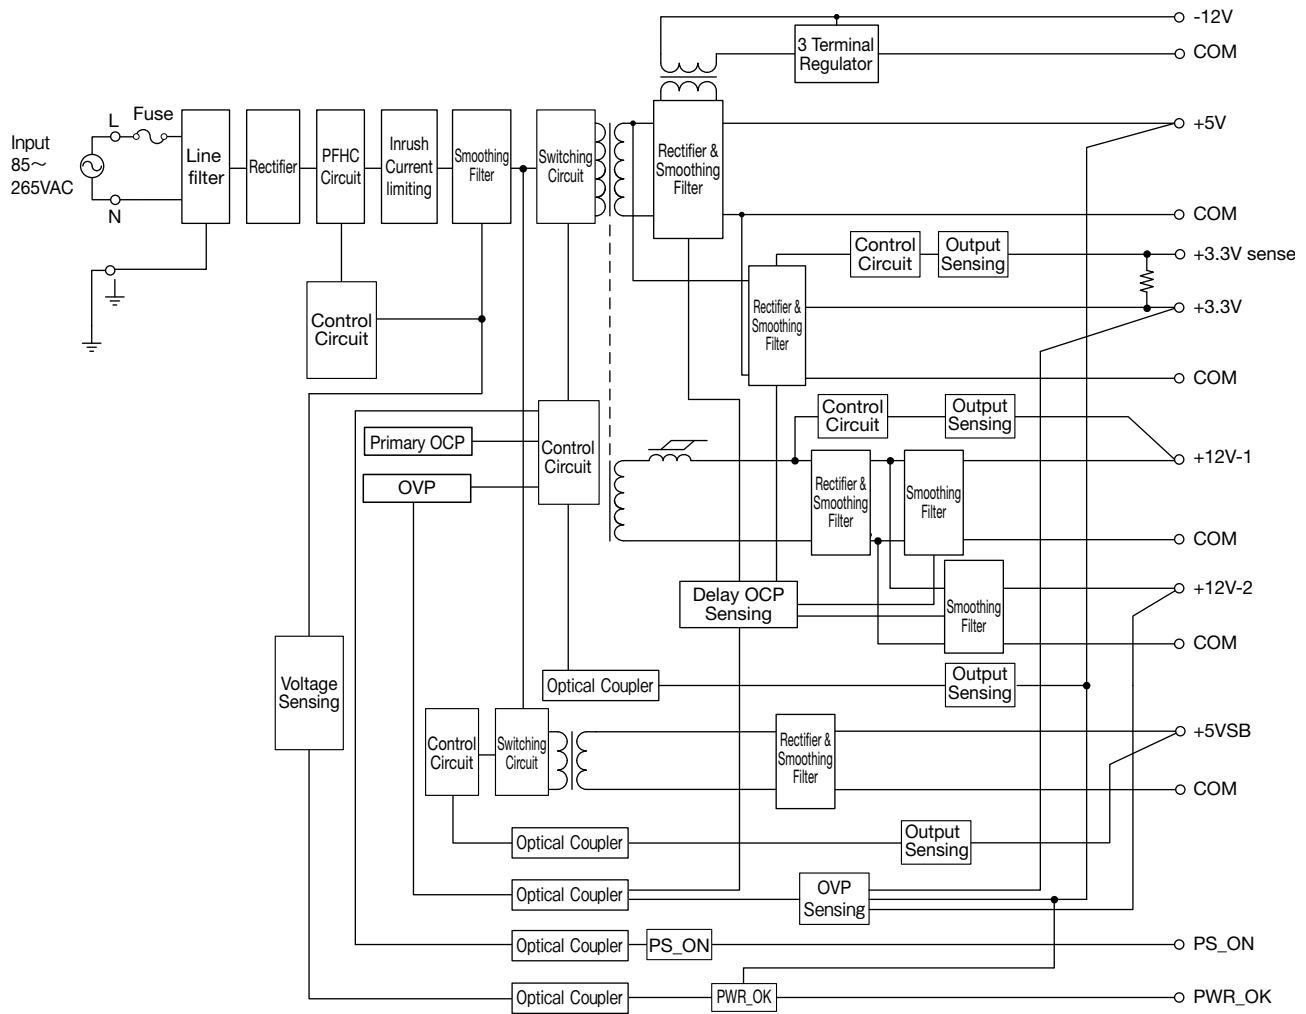 -12V
3 Terminal
Regulator
COM
Fuse
L
Input
85～
265VAC
N
Line
filter
Rectifier
PFHC
Circuit
Inrush
Current
limiting
Smoothing
Filter
Switching
Circuit
Rectifier &
Smoothing
Filter
+5V
COM
Control
Circuit
Output
Sensing
+3.3V sense
Rectifier &
Smoothing
Filter
+3.3V
Control
Circuit
COM
Control
Circuit
Output
Sensing
Primary OCP
OVP
Control
Circuit
+12V-1
Rectifier &
Smoothing
Filter
Smoothing
Filter
COM
Delay OCP
Sensing
Smoothing
Filter
+12V-2
COM
Voltage
Sensing
Optical Coupler
Output
Sensing
Control
Circuit
Switching
Circuit
Rectifier &
Smoothing
Filter
+5VSB
COM
Optical Coupler
Output
Sensing
Optical Coupler
OVP
Sensing
Optical Coupler
PS_ON
PS_ON
Optical Coupler
PWR_OK
PWR_OK